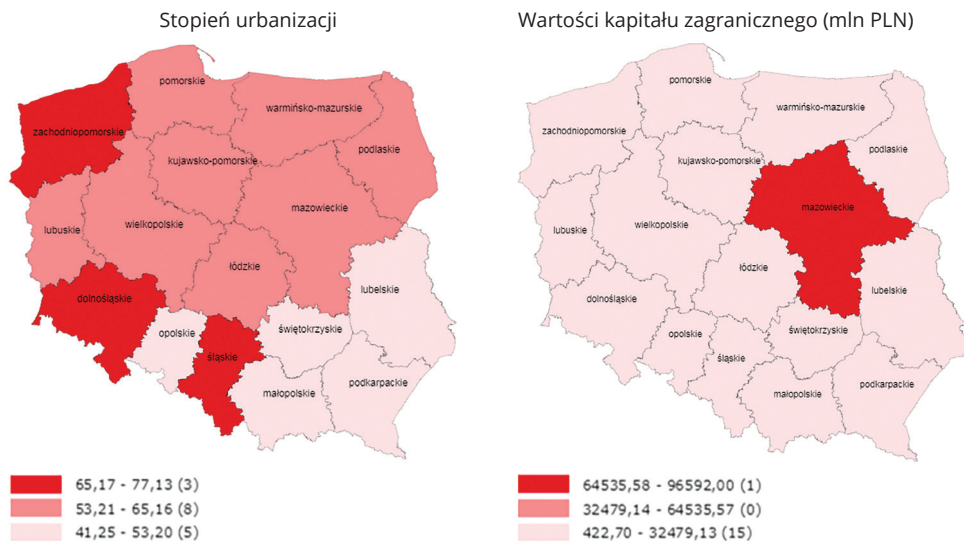 Stopień urbanizacji
pomorskie
warmińsko-mazurskie
zachodniopomorskie
podlaskie
kujawsko-pomorskie
mazowieckie
wielkopolskie
lubuskie
łódzkie
lubelskie
dolnośląskie
opolskie
świętokrzyskie
śląskie
podkarpackie
małopolskie
65,17 - 77,13 (3)
53,21 - 65,16 (8)
41,25 - 53,20 (5)
Wartości kapitału zagranicznego (mln PLN)
pomorskie
warmińsko-mazurskie
zachodniopomorskie
podlaskie
kujawsko-pomorskie
mazowieckie
wielkopolskie
lubuskie
łódzkie
lubelskie
dolnośląskie
opolskie
świętokrzyskie
śląskie
podkarpackie
małopolskie
64535,58 - 96592,00 (1)
32479,14 - 64535,57 (0)
422,70 - 32479,13 (15)